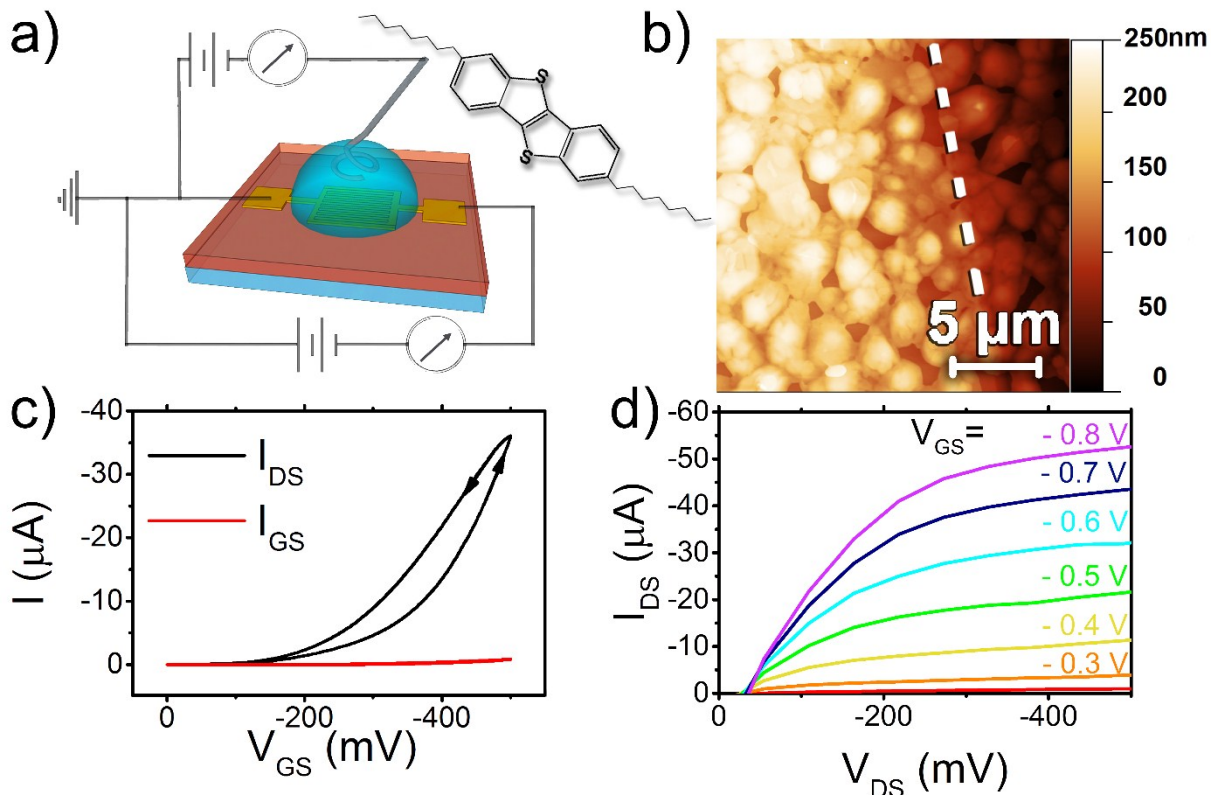 a)
S
S
b)
250nm
200
150
100
50
0
5 μm
c)
-40
-30
-20
-10
0
I (μA)
I_DS
I_GS
0 -200 -400
V_GS (mV)
d)
-60
-50
-40
-30
-20
-10
0
I_DS (μA)
V_GS=
- 0.8 V
- 0.7 V
- 0.6 V
- 0.5 V
- 0.4 V
- 0.3 V
0 -200 -400
V_DS (mV)